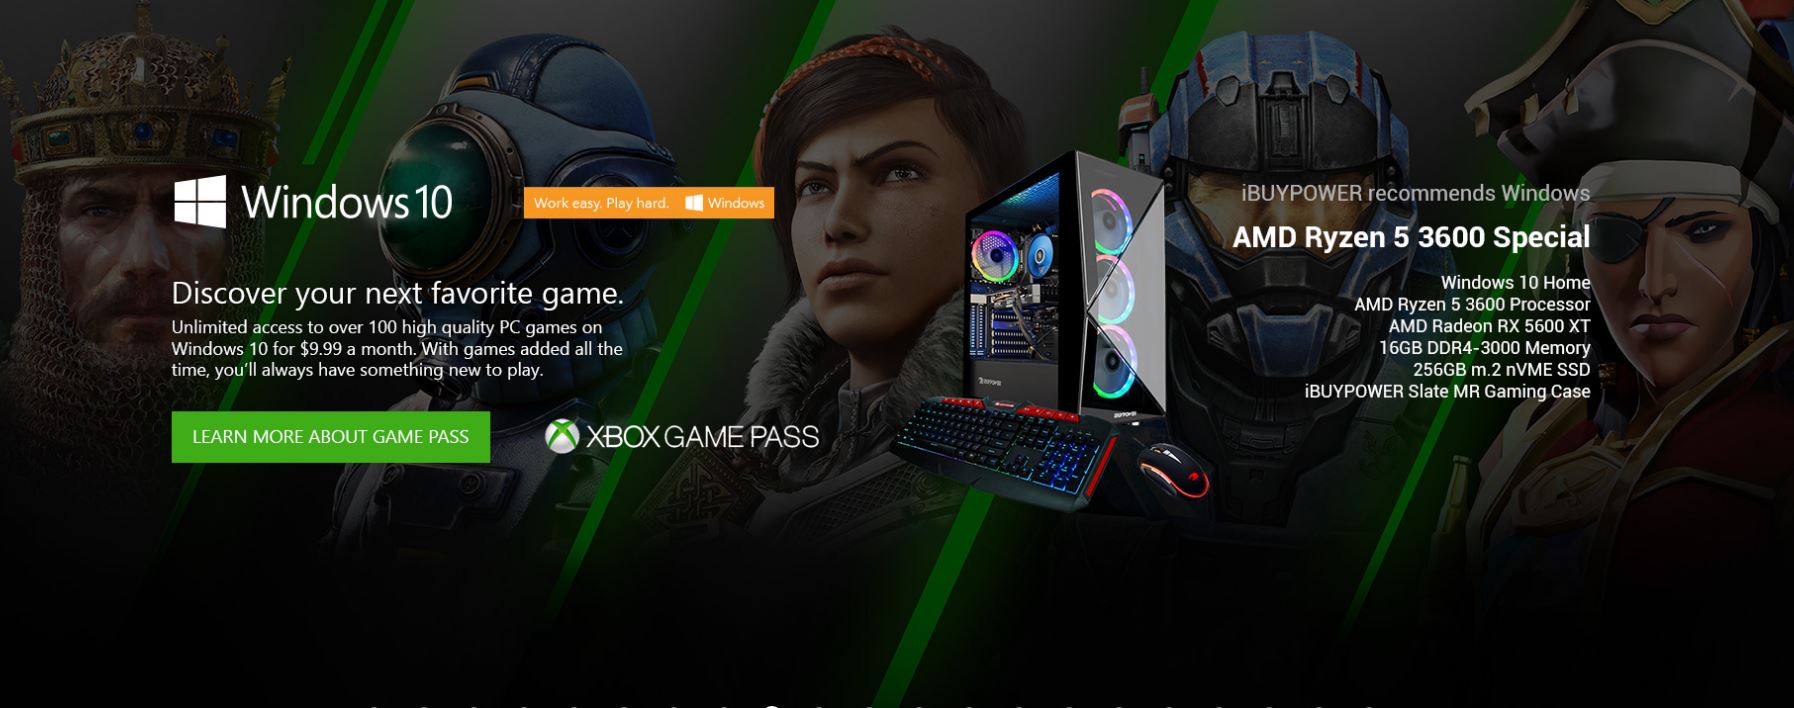 Windows 10
Work easy. Play hard. Windows
Discover your next favorite game.
Unlimited access to over 100 high quality PC games on
Windows 10 for $9.99 a month. With games added all the
time, you'll always have something new to play.
LEARN MORE ABOUT GAME PASS
XBOX GAME PASS
iBUYPOWER
iBUYPOWER
iBUYPOWER recommends Windows
AMD Ryzen 5 3600 Special
Windows 10 Home
AMD Ryzen 5 3600 Processor
AMD Radeon RX 5600 XT
16GB DDR4-3000 Memory
256GB m.2 nVME SSD
iBUYPOWER Slate MR Gaming Case